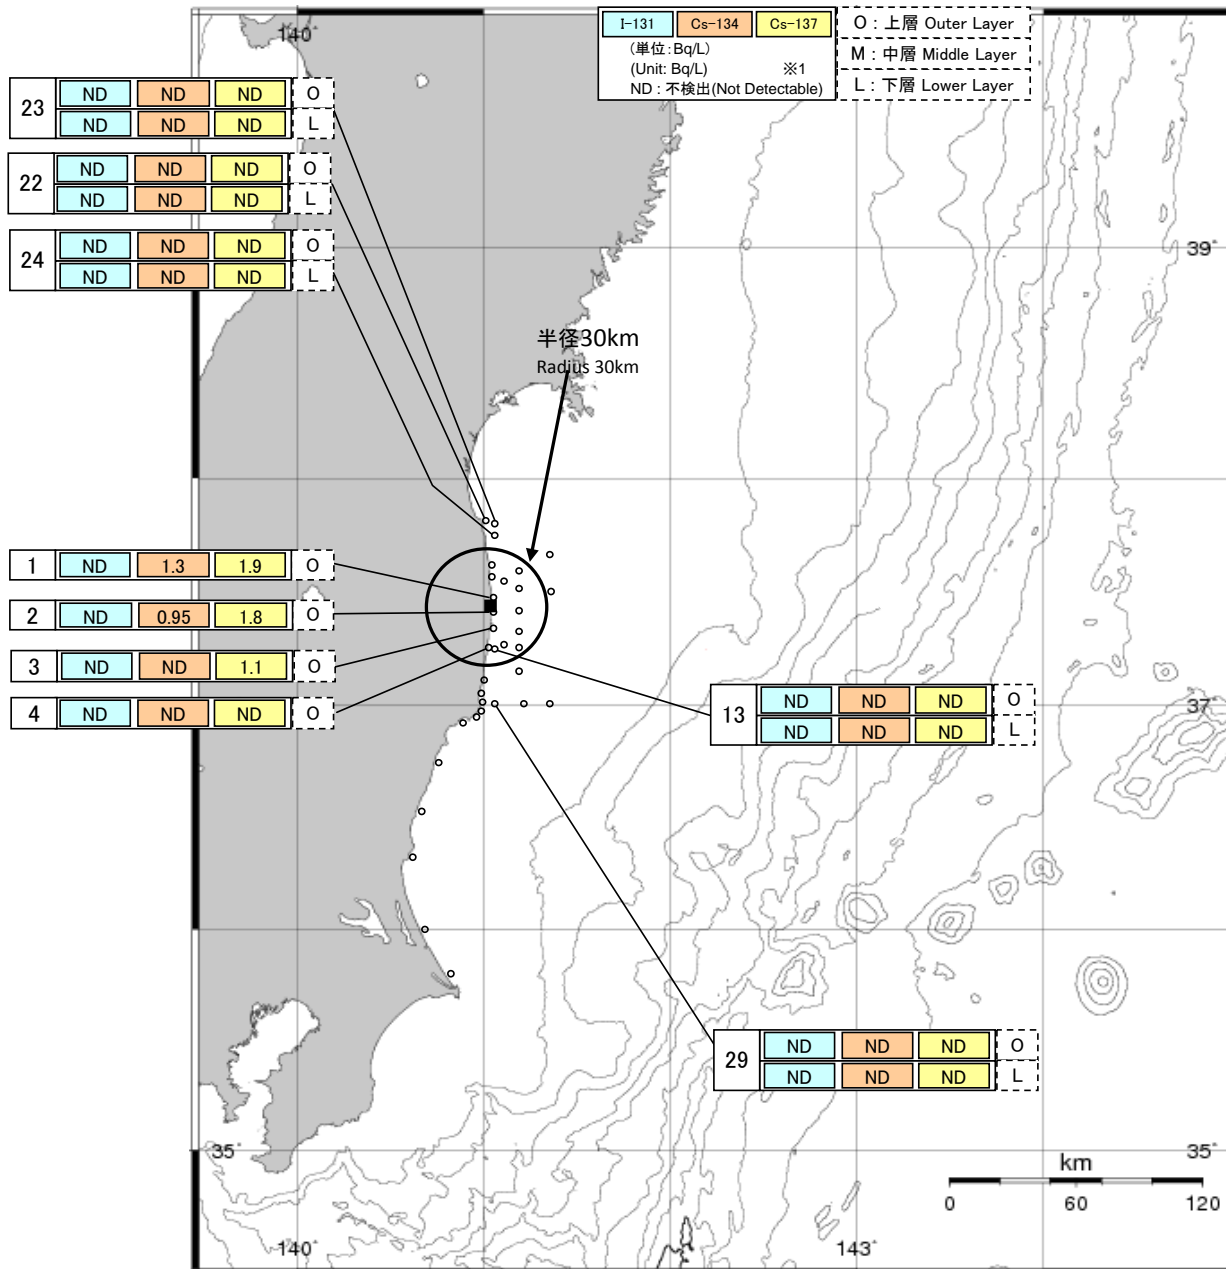 I-131 Cs-134 Cs-137
(単位:Bq/L)
(Unit: Bq/L) ※1
ND : 不検出(Not Detectable)
O : 上層 Outer Layer
M : 中層 Middle Layer
L : 下層 Lower Layer
140°
23 ND ND ND O
ND ND ND L
22 ND ND ND O
ND ND ND L
24 ND ND ND O
ND ND ND L
39°
半径30km
Radius 30km
1 ND 1.3 1.9 O
2 ND 0.95 1.8 O
3 ND ND 1.1 O
4 ND ND ND O
13 ND ND ND O
ND ND ND L
37°
29 ND ND ND O
ND ND ND L
35°
35°
km
0 60 120
140°
143°